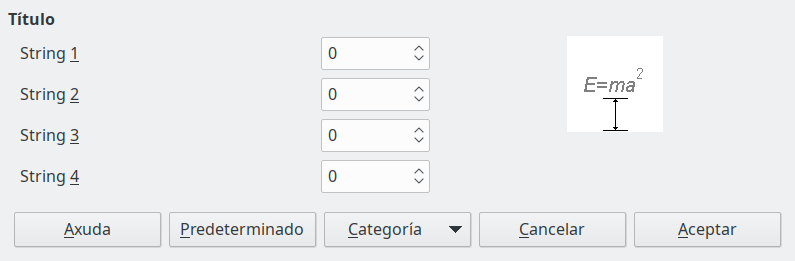 Título
String 1 0
String 2 0
String 3 0
String 4 0
E=ma²
Axuda Predeterminado Categoría Cancelar Aceptar